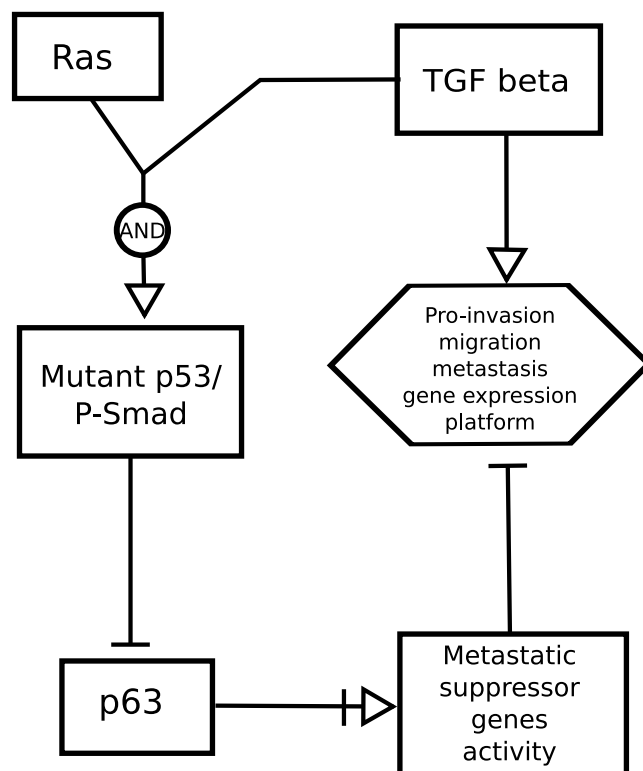 Ras
TGF beta
AND
Pro-invasion
migration
metastasis
gene expression
platform
Mutant p53/
P-Smad
p63
Metastatic
suppressor
genes
activity